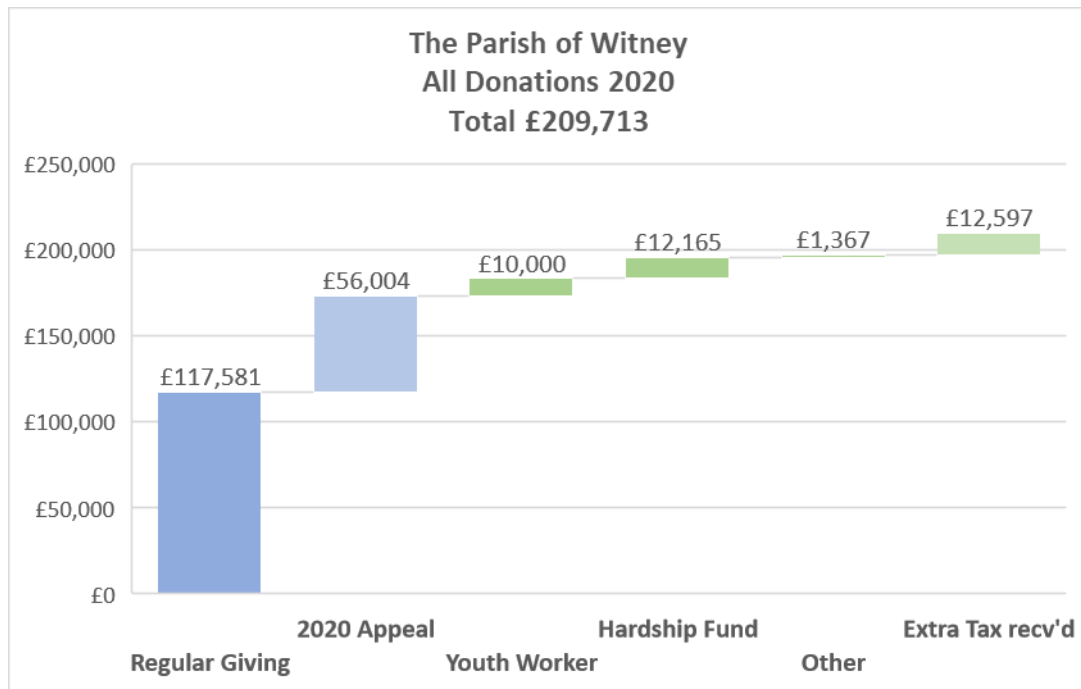 The Parish of Witney
All Donations 2020
Total £209,713
£250,000
£200,000
£150,000
£100,000
£50,000
£0
£117,581
£56,004
£10,000
£12,165
£1,367
£12,597
Regular Giving
2020 Appeal
Youth Worker
Hardship Fund
Other
Extra Tax recv'd